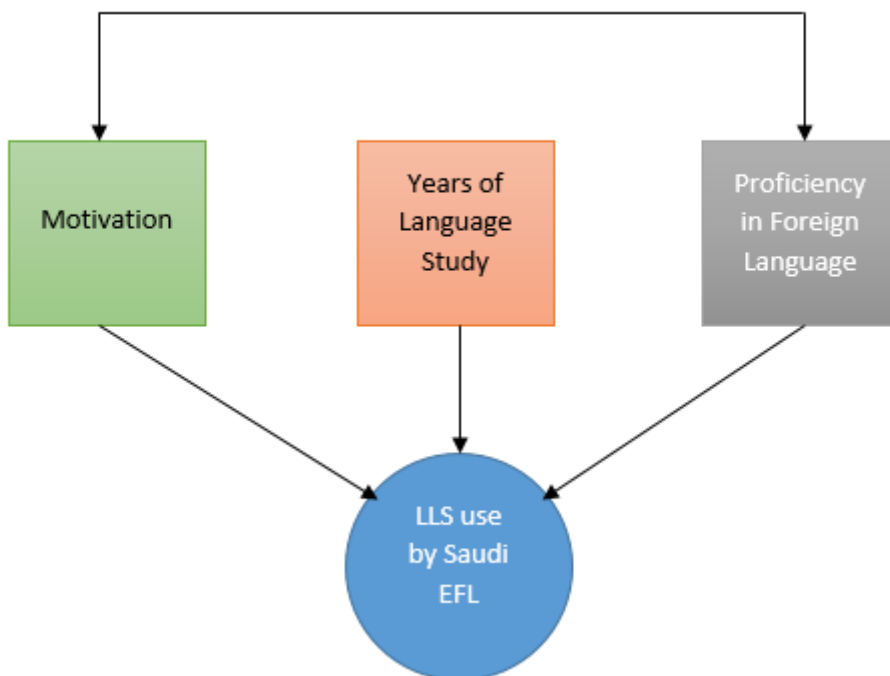 Motivation
Years of
Language
Study
Proficiency
in Foreign
Language
LLS use
by Saudi
EFL